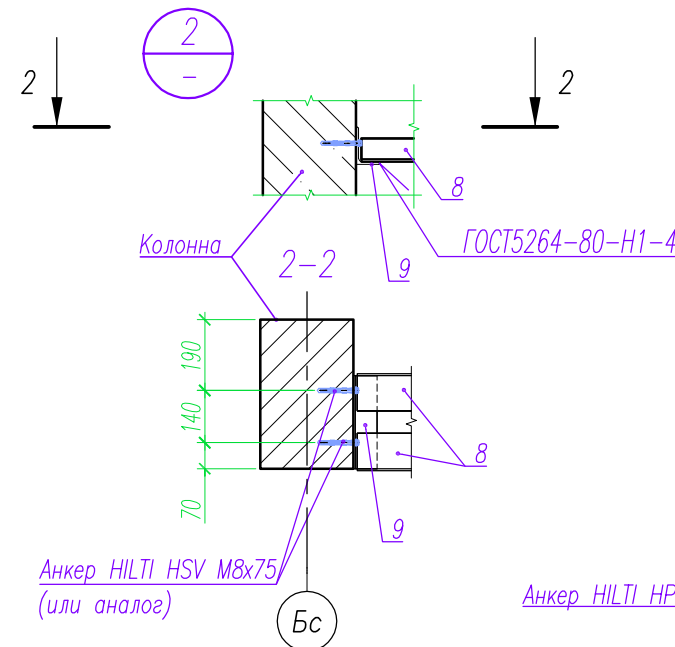 2
-
2
2
8
Колонна
ГОСТ5264-80-Н1-4
9
2-2
190
140
70
8
9
Анкер HILTI HSV М8х75
(или аналог)
Анкер HILTI HP
Бс